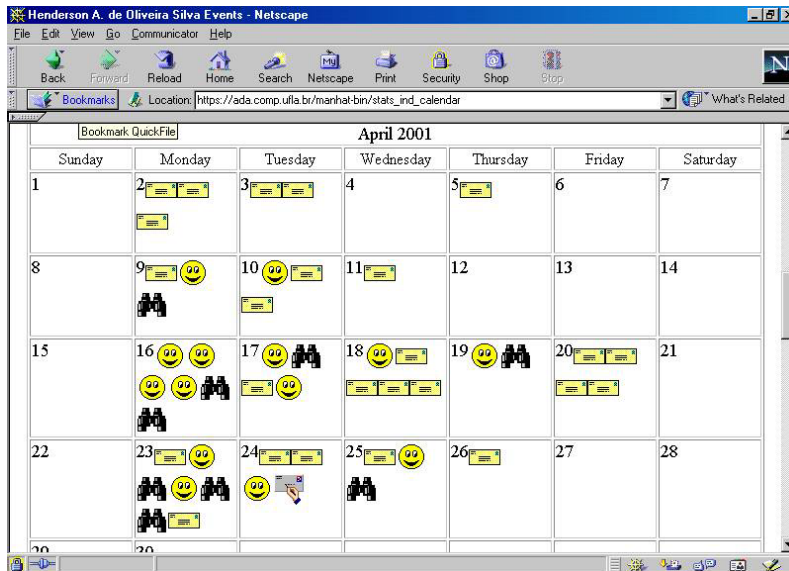 Henderson A. de Oliveira Silva Events - Netscape
File Edit View Go Communicator Help
My
Back Forward Reload Home Search Netscape Print Security Shop Stop
N
Bookmarks Location: https://ada.comp.ufla.br/manhat-bin/stats_ind_calendar What's Related
Bookmark QuickFile
April 2001
Sunday Monday Tuesday Wednesday Thursday Friday Saturday
1 2 3 4 5 6 7
8 9 10 11 12 13 14
15 16 17 18 19 20 21
22 23 24 25 26 27 28
29 30